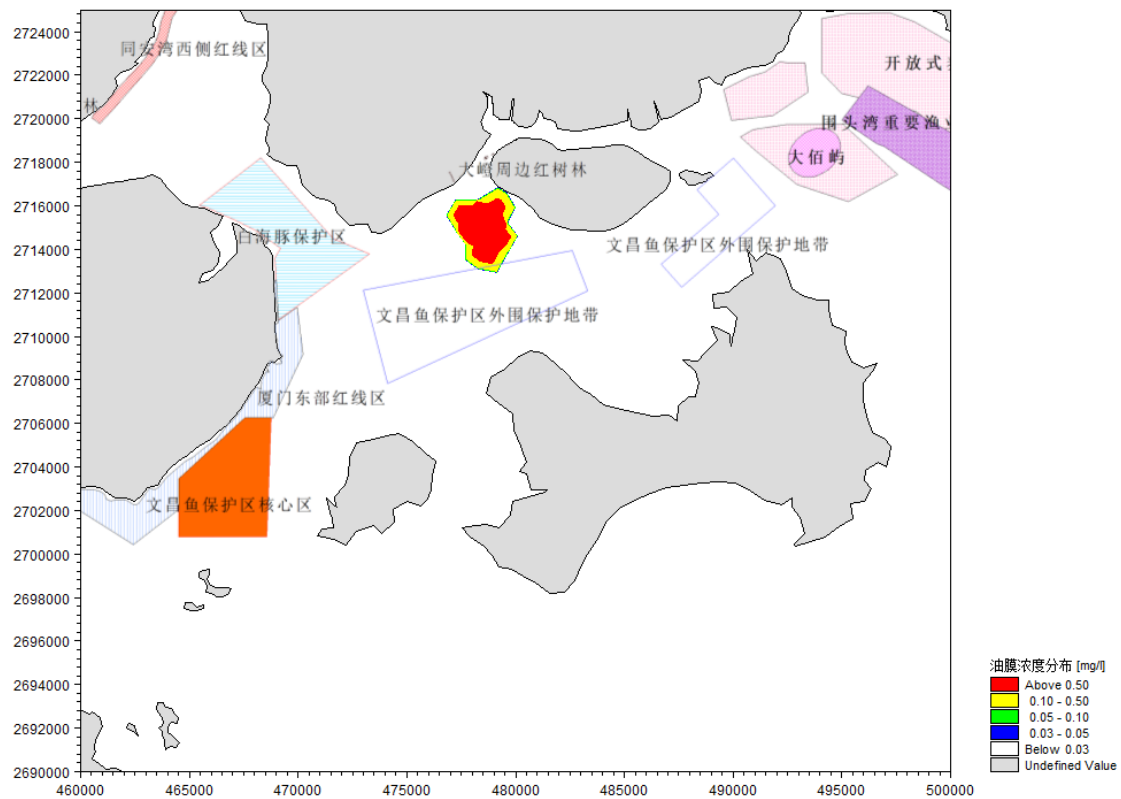 2724000
2722000
2720000
2718000
2716000
2714000
2712000
2710000
2708000
2706000
2704000
2702000
2700000
2698000
2696000
2694000
2692000
2690000
同安湾西侧红线区
林
开放式
围头湾重要渔
大佰屿
大嶝周边红树林
白海豚保护区
文昌鱼保护区外围保护地带
文昌鱼保护区外围保护地带
厦门东部红线区
文昌鱼保护区核心区
460000
465000
470000
475000
480000
485000
490000
495000
500000
油膜浓度分布 [mg/l]
Above 0.50
0.10 - 0.50
0.05 - 0.10
0.03 - 0.05
Below 0.03
Undefined Value